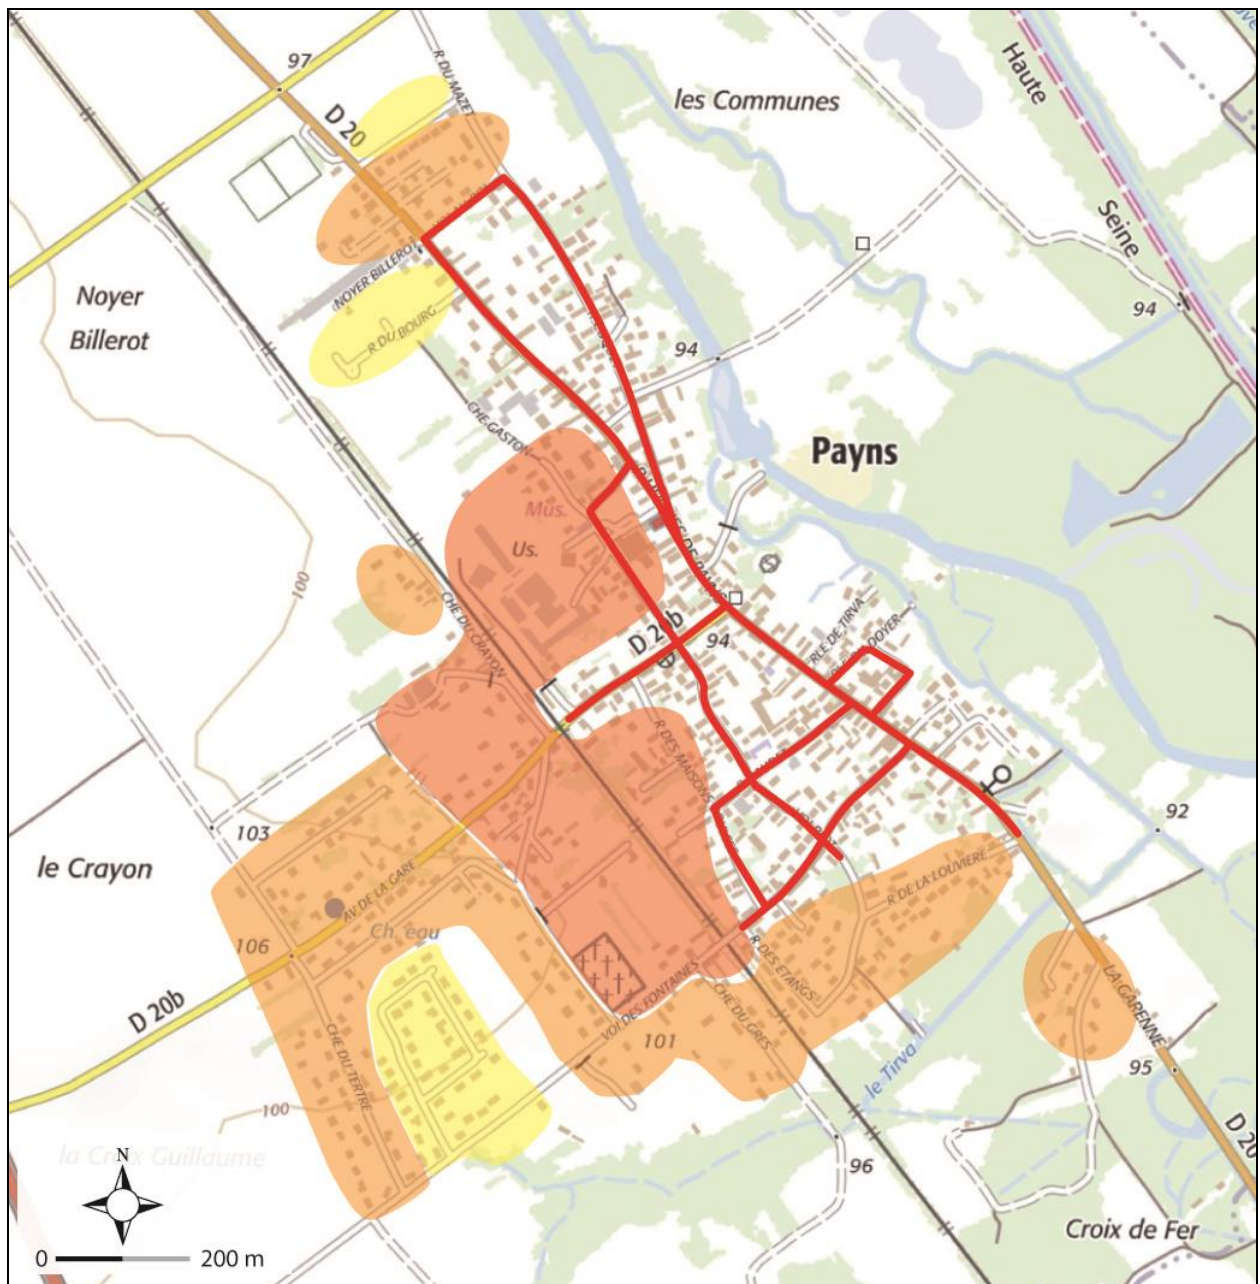 Haute
97
R DU MAZET
les Communes
D 20
Seine
Noyer
Billerot
(NOYER BILLEROT
R DU BOURG
94
94
CHE GASTON
Payns
Mus.
Us.
100
CHE DU CRAYON
D 20b
94
RLE DE TIRVA
R DES MAISONS
103
92
le Crayon
AV DE LA GARE
R DE LA LOUVIERE
Ch. eau
106
R DES ETANGS
LA GARENNE
VOI DES FONTAINES
CHE DU GRES
D 20b
101
CHE DU TERTRE
le Tirva
95
100
D 20
la Croix Guillaume
N
96
Croix de Fer
0 200 m